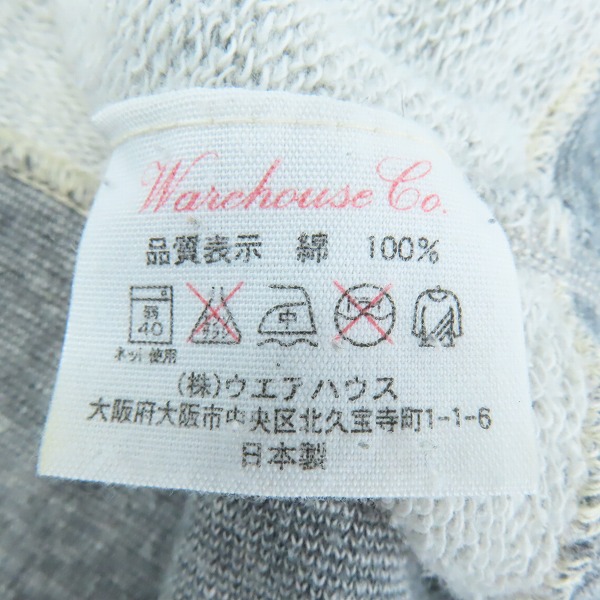 Warehouse Co.
品質表示 綿 100%
弱 40 中
ネット使用
(株)ウエアハウス
大阪府大阪市中央区北久宝寺町1-1-6
日本製